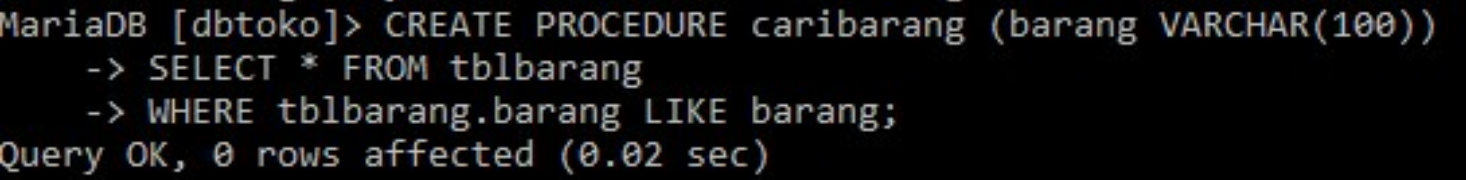 MariaDB [dbtoko]> CREATE PROCEDURE caribarang (barang VARCHAR(100))
    -> SELECT * FROM tblbarang
    -> WHERE tblbarang.barang LIKE barang;
Query OK, 0 rows affected (0.02 sec)